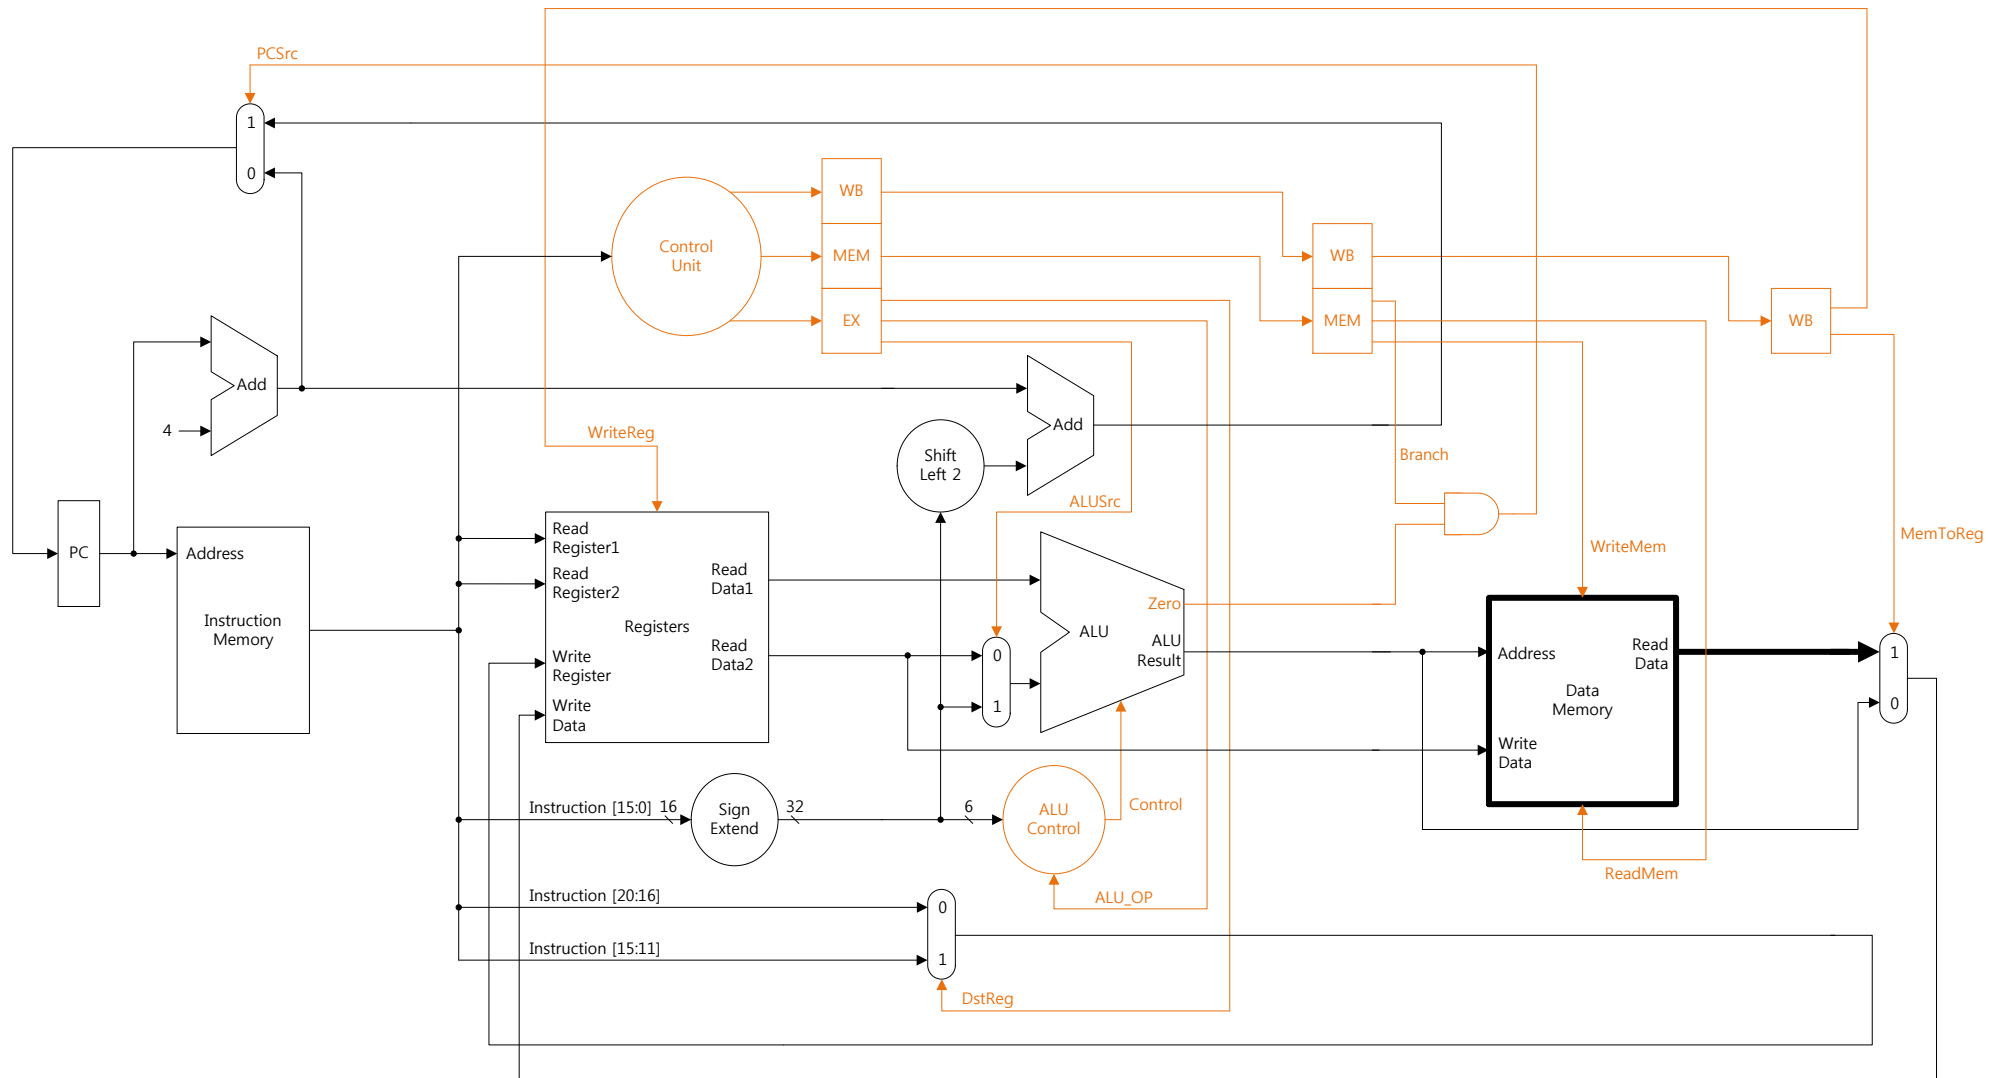 PCSrc
1
0
Control
Unit
WB
MEM
EX
WB
MEM
WB
Add
4
Add
Shift
Left 2
WriteReg
ALUSrc
Branch
WriteMem
MemToReg
PC
Address
Instruction
Memory
Read
Register1
Read
Register2
Write
Register
Write
Data
Registers
Read
Data1
Read
Data2
0
1
ALU
Zero
ALU
Result
Address
Write
Data
Data
Memory
Read
Data
1
0
Instruction [15:0]
16
Sign
Extend
32
6
ALU
Control
Control
ReadMem
ALU_OP
Instruction [20:16]
Instruction [15:11]
0
1
DstReg